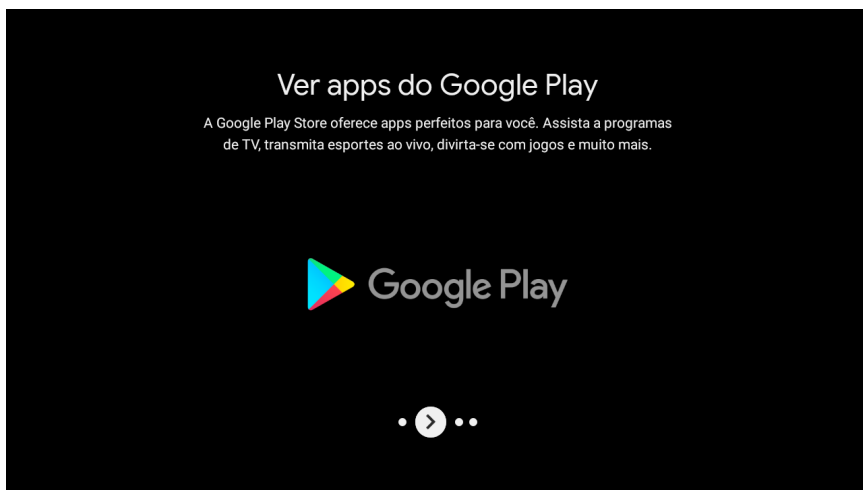 Ver apps do Google Play
A Google Play Store oferece apps perfeitos para você. Assista a programas
de TV, transmita esportes ao vivo, divirta-se com jogos e muito mais.
Google Play